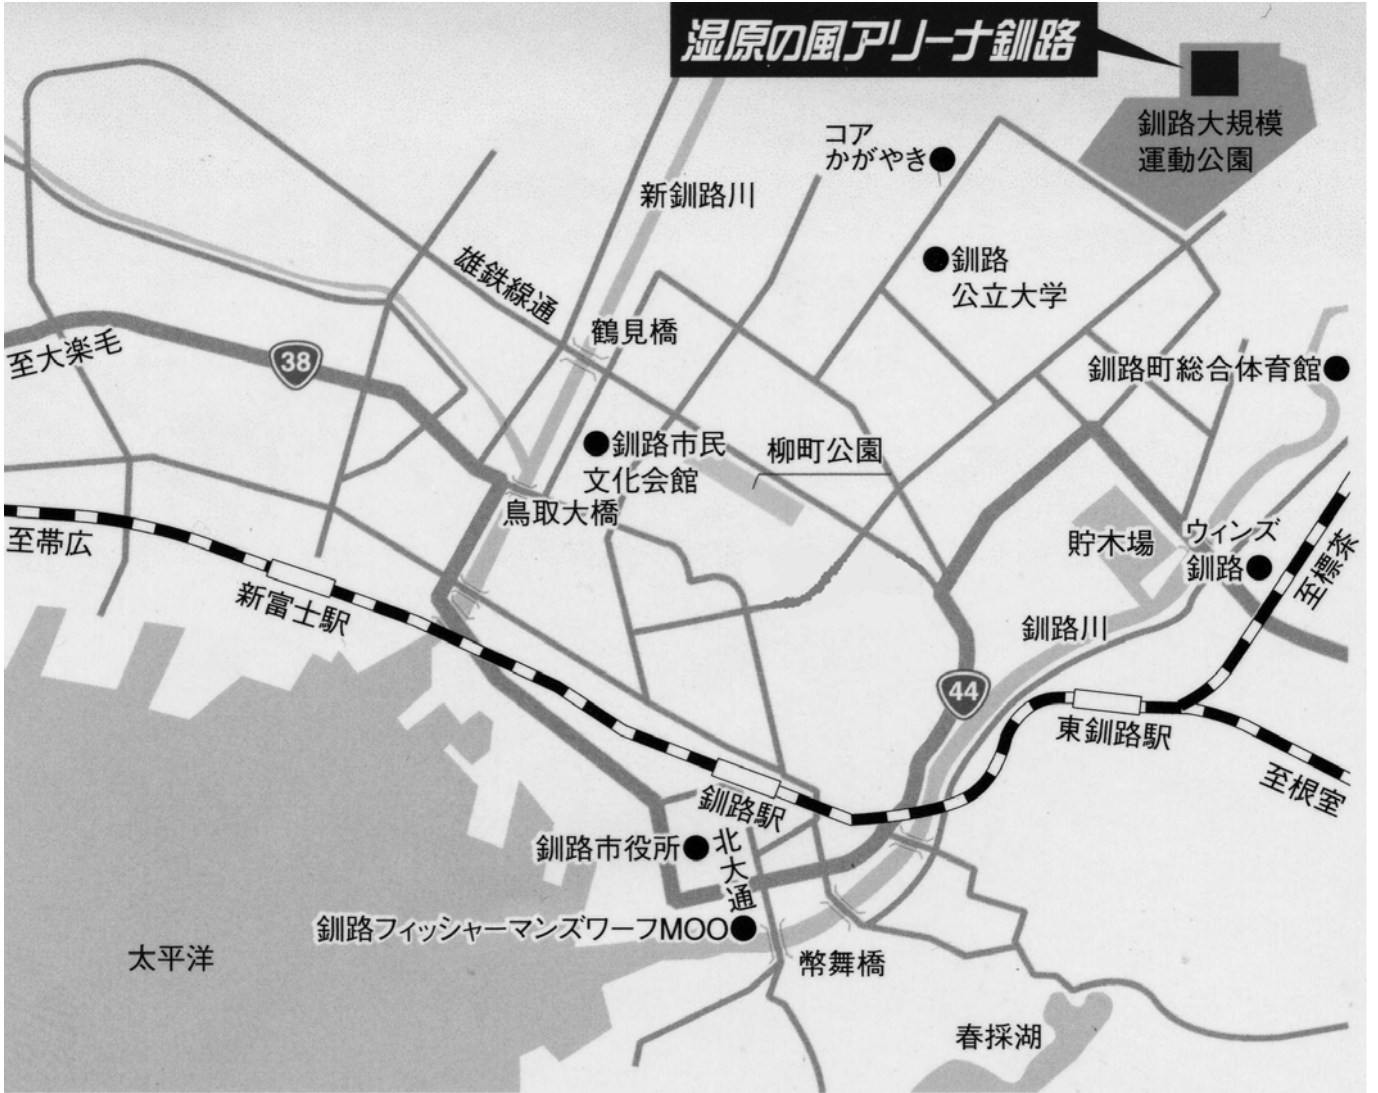 湿原の風アリーナ釧路
釧路大規模
運動公園
コア
かがやき
新釧路川
釧路
公立大学
雄鉄線通
鶴見橋
至大楽毛
38
釧路町総合体育館
釧路市民
文化会館
柳町公園
鳥取大橋
至帯広
貯木場
ウィンズ
釧路
至標茶
新富士駅
釧路川
44
東釧路駅
至根室
釧路駅
釧路市役所
北大通
釧路フィッシャーマンズワーフMOO
太平洋
幣舞橋
春採湖